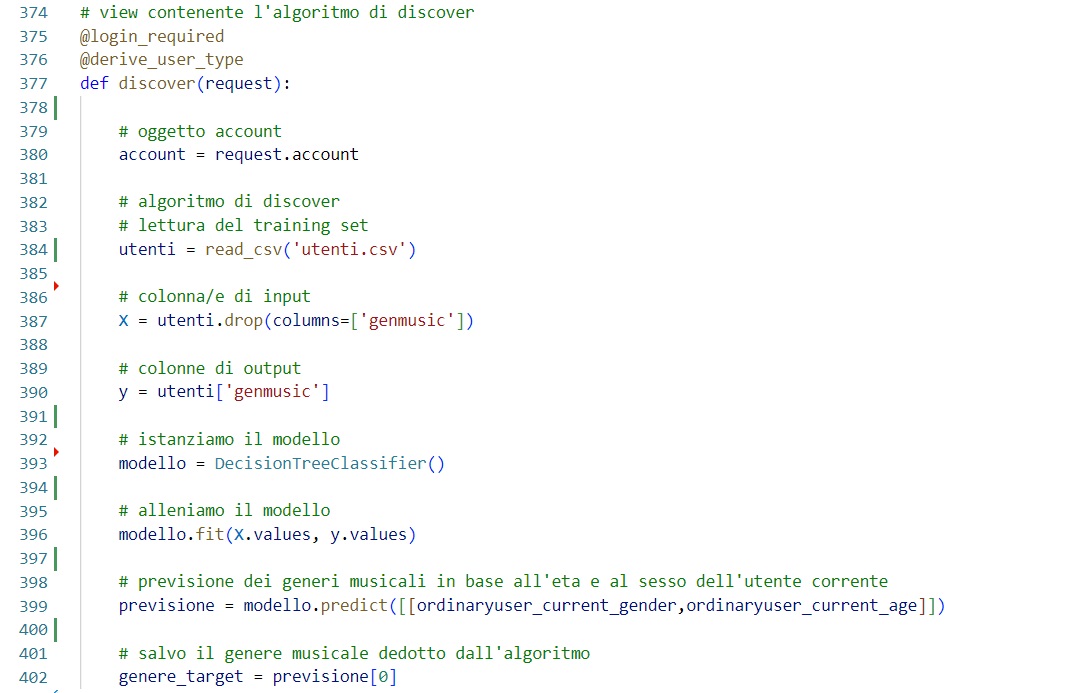 374 # view contenente l'algoritmo di discover
375 @login_required
376 @derive_user_type
377 def discover(request):
378
379     # oggetto account
380     account = request.account
381
382     # algoritmo di discover
383     # lettura del training set
384     utenti = read_csv('utenti.csv')
385
386     # colonna/e di input
387     X = utenti.drop(columns=['genmusic'])
388
389     # colonne di output
390     y = utenti['genmusic']
391
392     # istanziamo il modello
393     modello = DecisionTreeClassifier()
394
395     # alleniamo il modello
396     modello.fit(X.values, y.values)
397
398     # previsione dei generi musicali in base all'eta e al sesso dell'utente corrente
399     previsione = modello.predict([[ordinaryuser_current_gender,ordinaryuser_current_age]])
400
401     # salvo il genere musicale dedotto dall'algoritmo
402     genere_target = previsione[0]